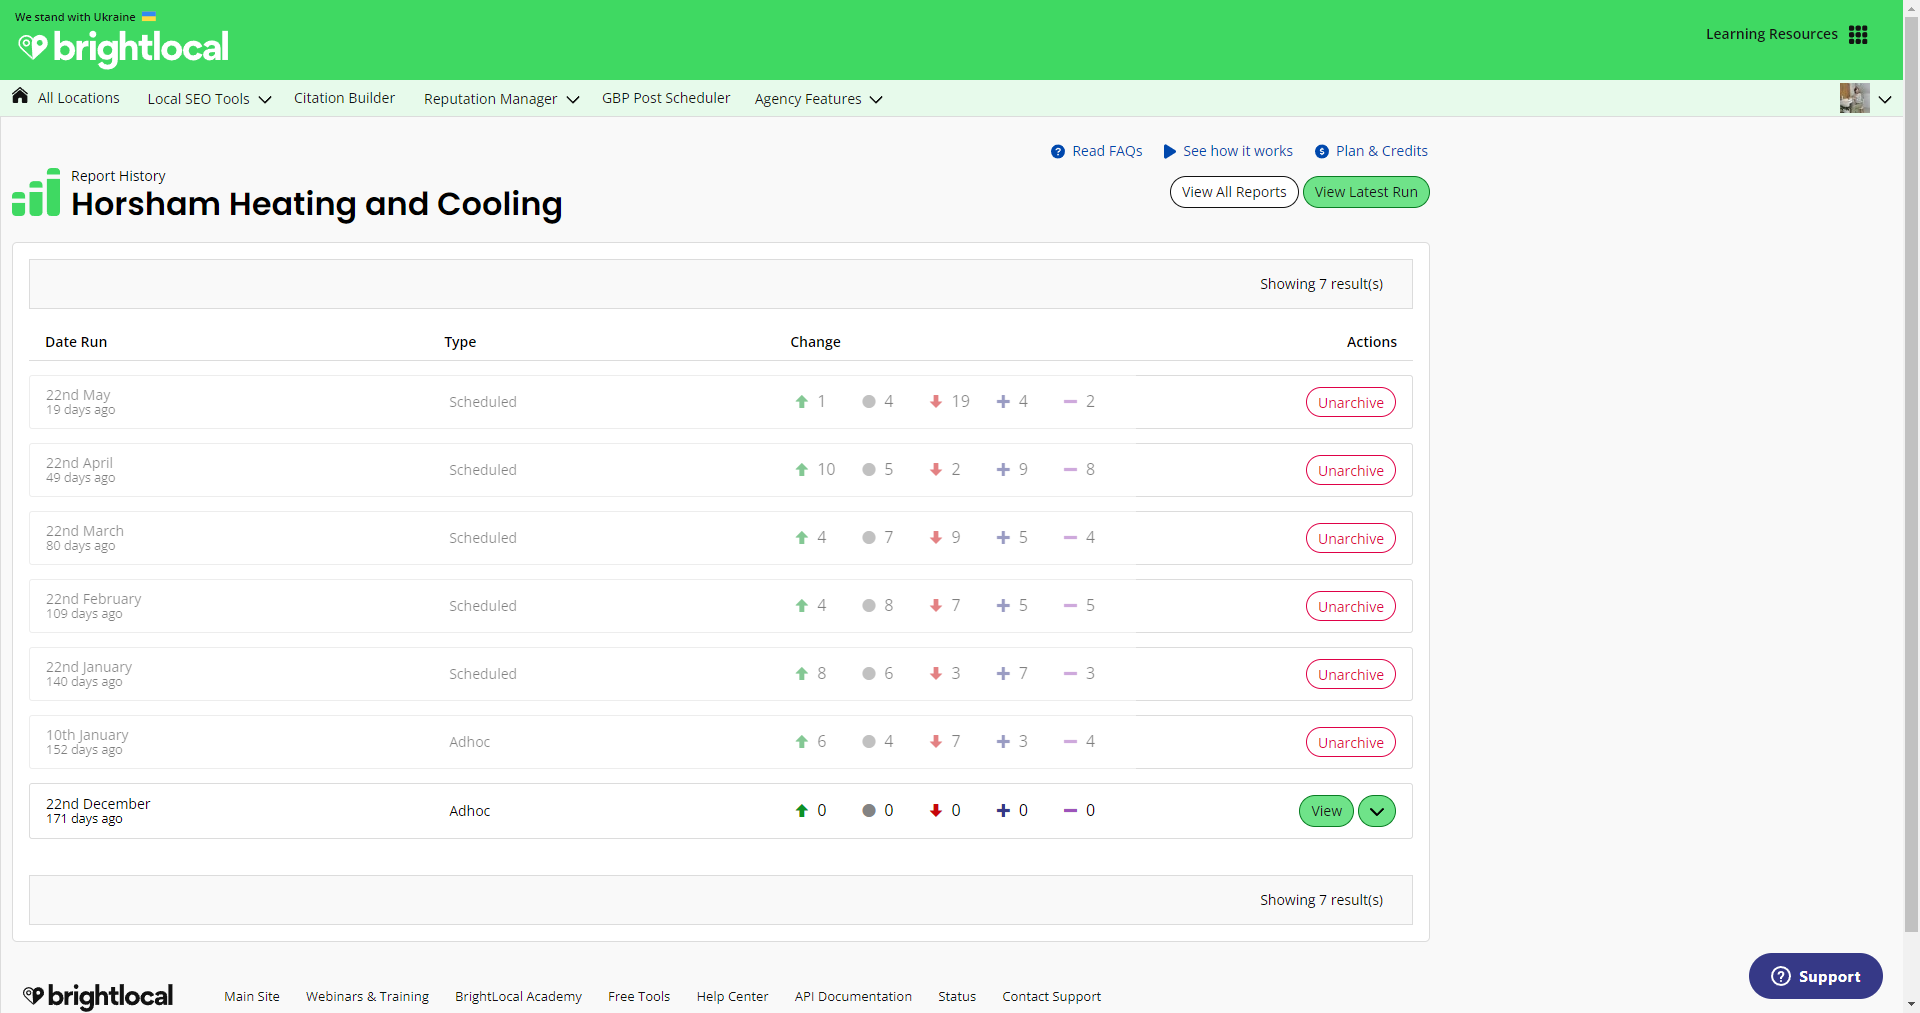 We stand with Ukraine
brightlocal
Learning Resources
All Locations Local SEO Tools Citation Builder Reputation Manager GBP Post Scheduler Agency Features
Read FAQs See how it works Plan & Credits
Report History
Horsham Heating and Cooling
View All Reports View Latest Run
Showing 7 result(s)
Date Run Type Change Actions
22nd May
19 days ago
Scheduled 1 4 19 4 2 Unarchive
22nd April
49 days ago
Scheduled 10 5 2 9 8 Unarchive
22nd March
80 days ago
Scheduled 4 7 9 5 4 Unarchive
22nd February
109 days ago
Scheduled 4 8 7 5 5 Unarchive
22nd January
140 days ago
Scheduled 8 6 3 7 3 Unarchive
10th January
152 days ago
Adhoc 6 4 7 3 4 Unarchive
22nd December
171 days ago
Adhoc 0 0 0 0 0 View
Showing 7 result(s)
Support
brightlocal Main Site Webinars & Training BrightLocal Academy Free Tools Help Center API Documentation Status Contact Support